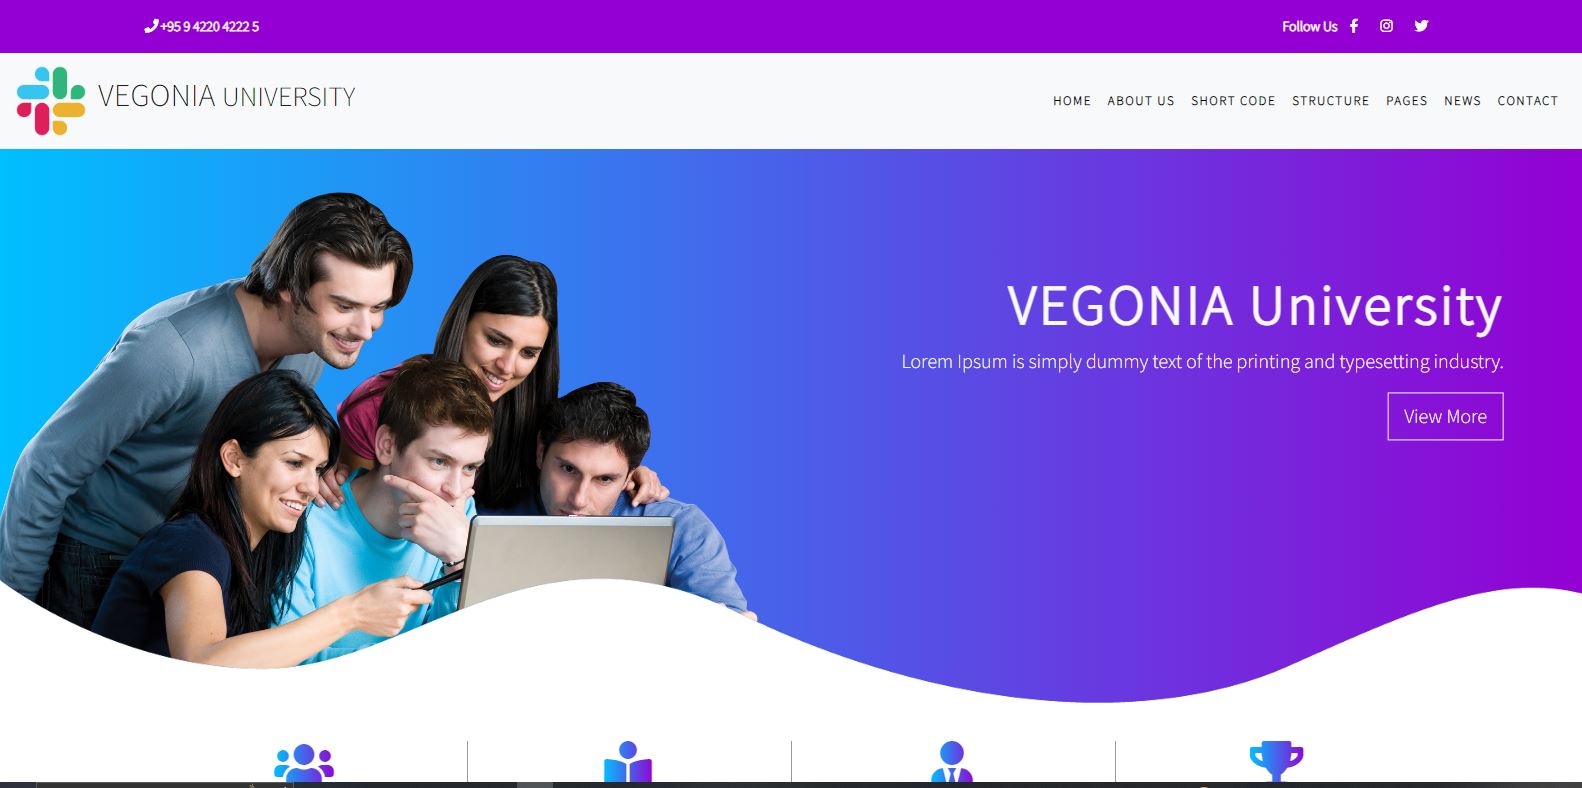 +95 9 4220 4222 5
Follow Us
VEGONIA UNIVERSITY
HOME ABOUT US SHORT CODE STRUCTURE PAGES NEWS CONTACT
VEGONIA University
Lorem Ipsum is simply dummy text of the printing and typesetting industry.
View More